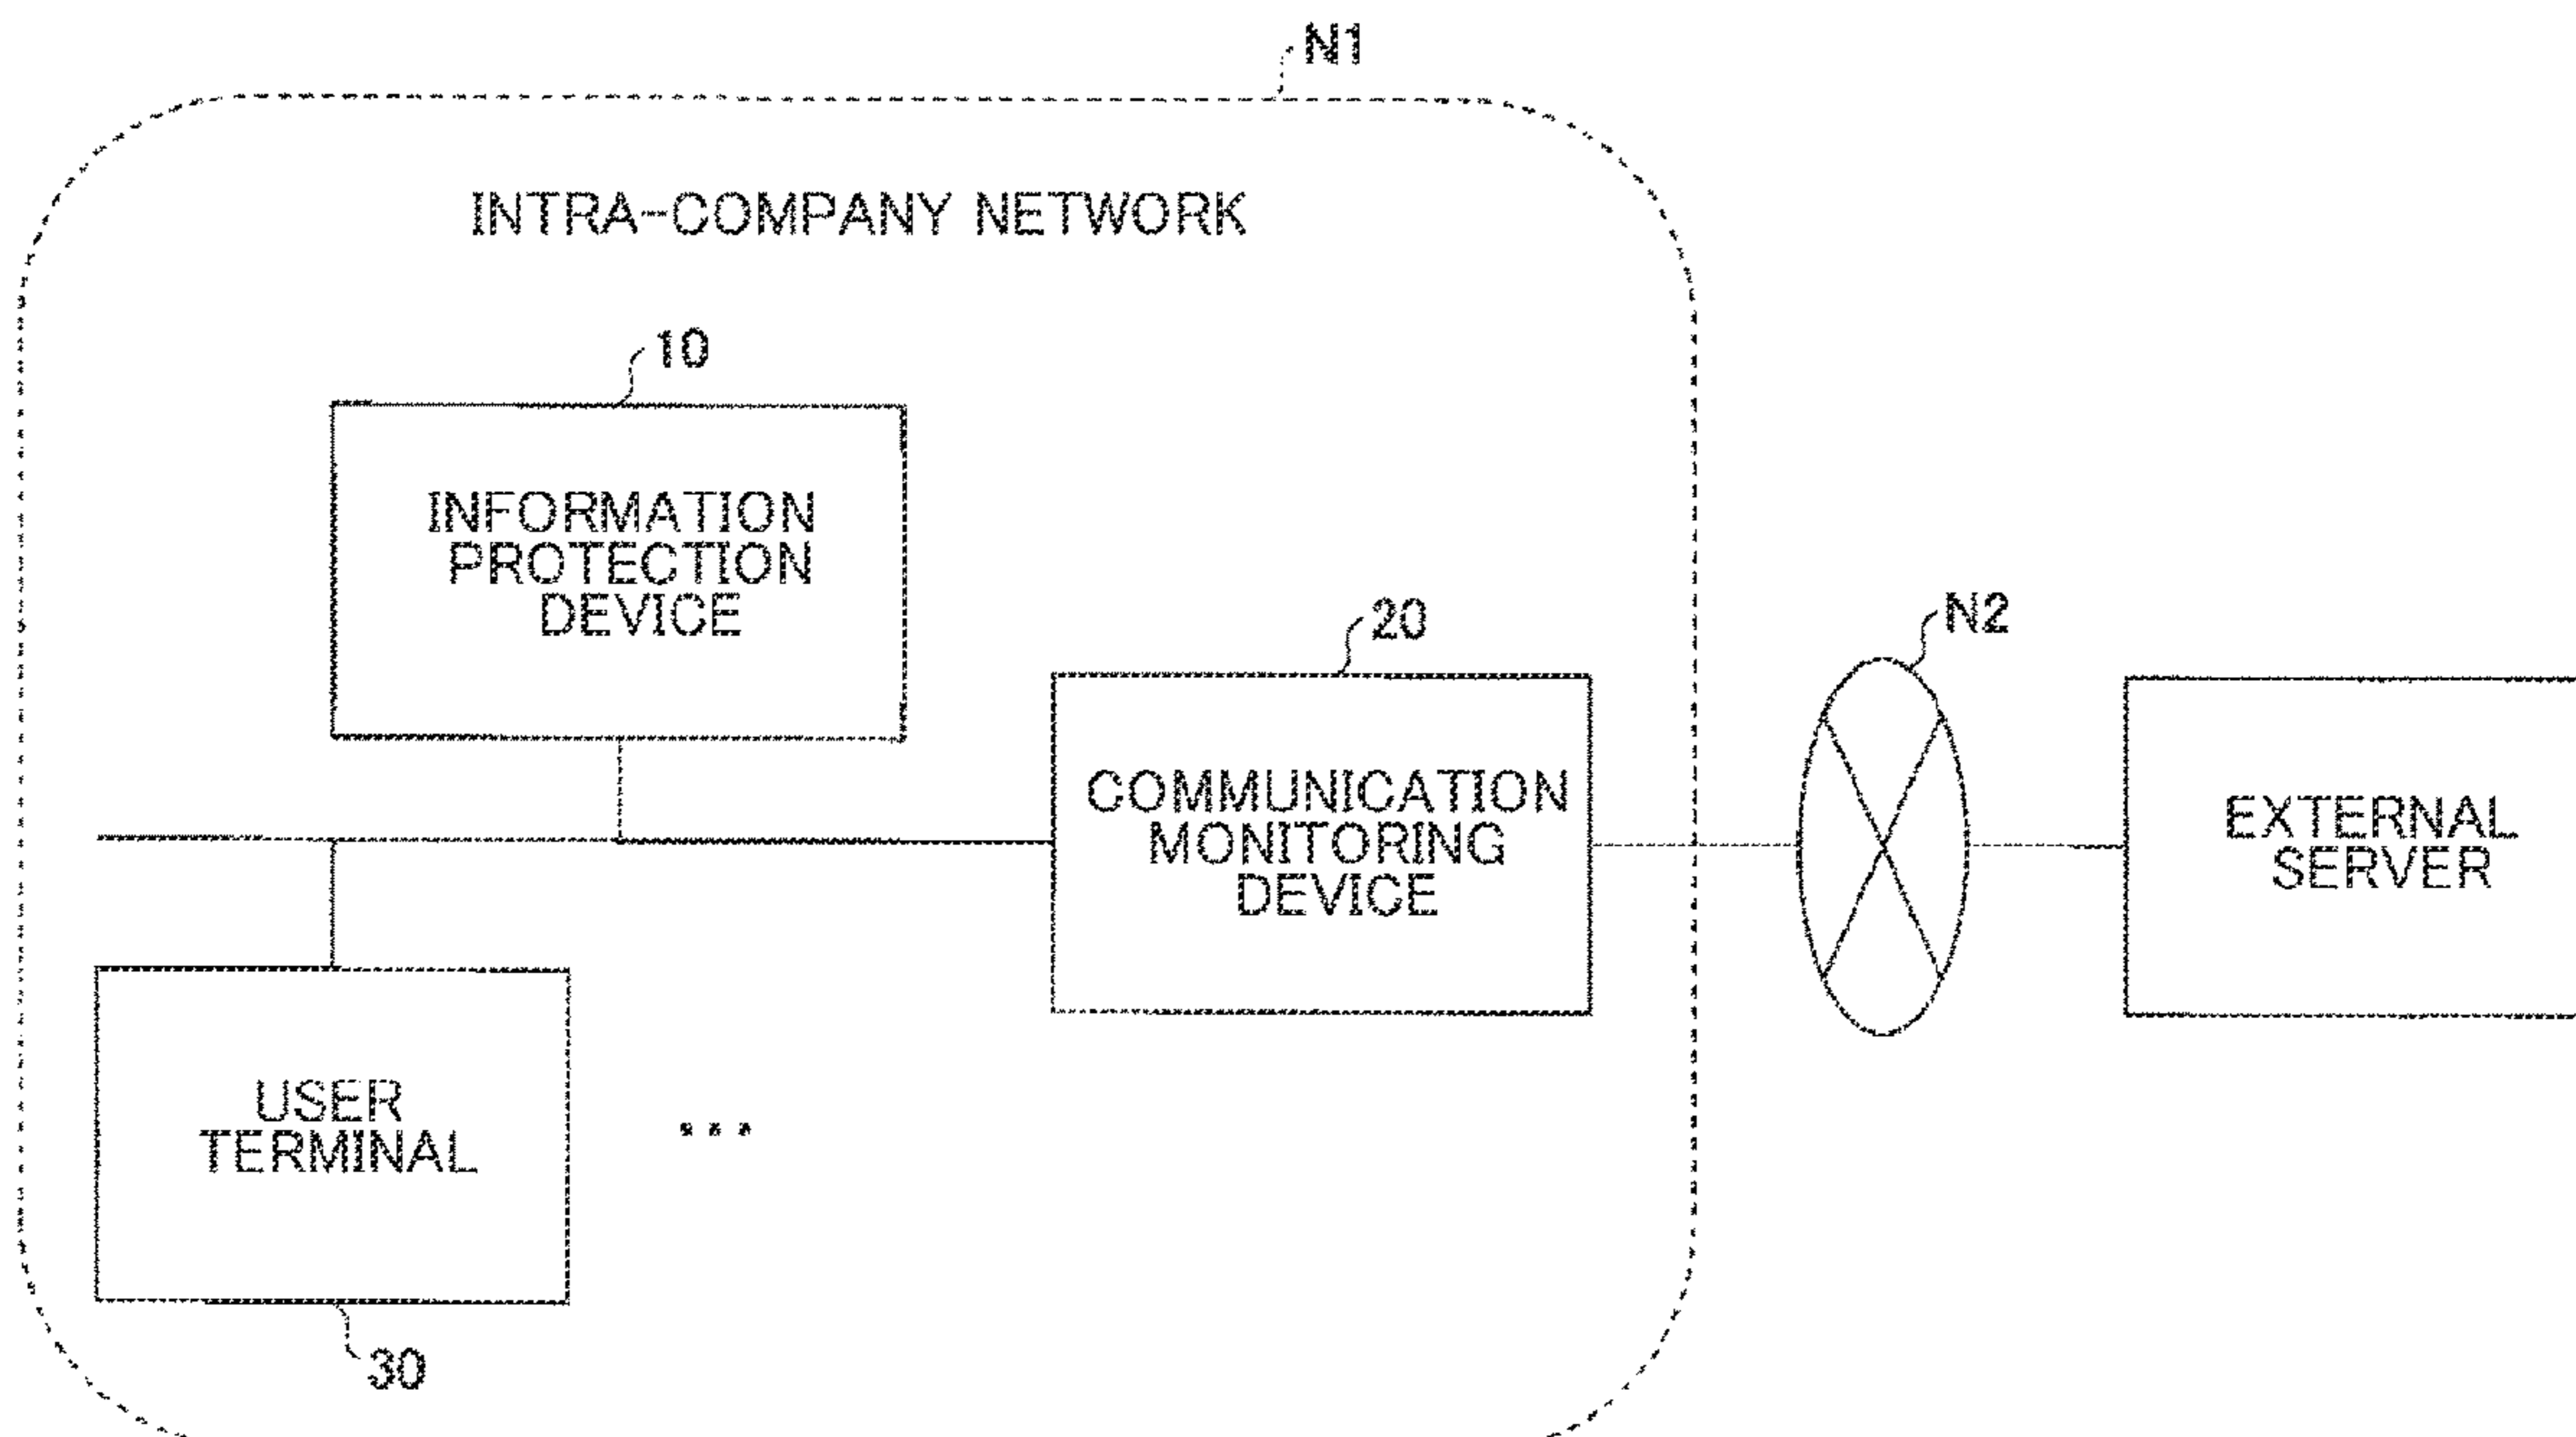 N1
INTRA-COMPANY NETWORK
10
INFORMATION
PROTECTION
DEVICE
20
COMMUNICATION
MONITORING
DEVICE
N2
EXTERNAL
SERVER
USER
TERMINAL
...
30